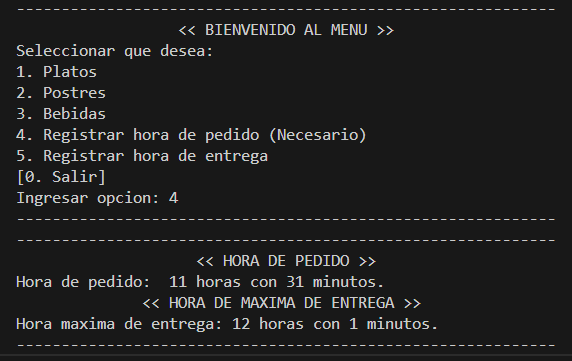 ------------------------------------------------------------
<< BIENVENIDO AL MENU >>
Seleccionar que desea:
1. Platos
2. Postres
3. Bebidas
4. Registrar hora de pedido (Necesario)
5. Registrar hora de entrega
[0. Salir]
Ingresar opcion: 4
------------------------------------------------------------
------------------------------------------------------------
<< HORA DE PEDIDO >>
Hora de pedido:  11 horas con 31 minutos.
<< HORA DE MAXIMA DE ENTREGA >>
Hora maxima de entrega: 12 horas con 1 minutos.
------------------------------------------------------------